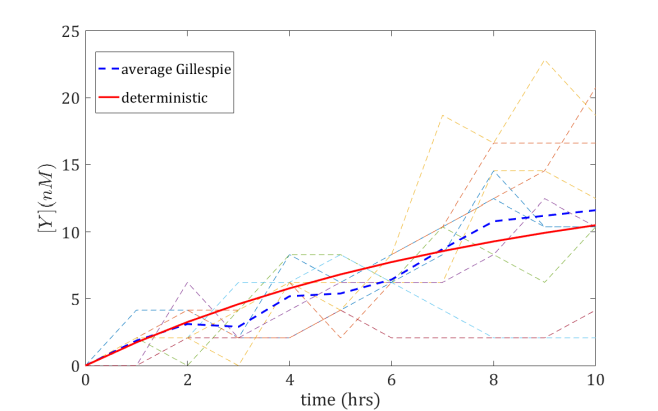 25
20
15
10
5
0
[Y](nM)
average Gillespie
deterministic
0 2 4 6 8 10
time (hrs)